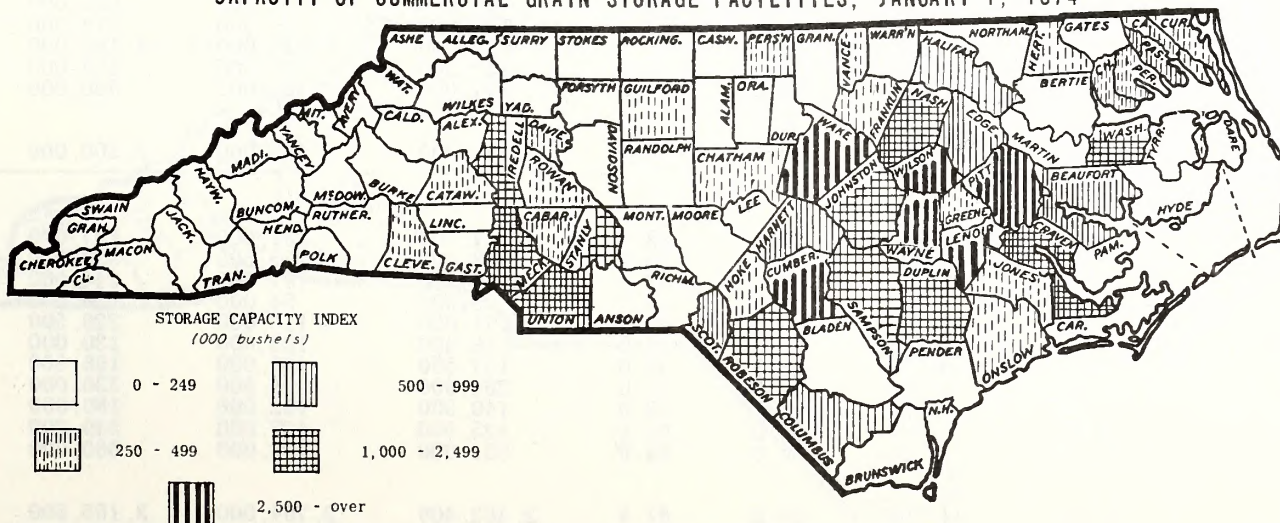 CAPACITY OF COMMERCIAL GRAIN STORAGE FACILITIES, JANUARY 1, 1974
ASHE ALLEG. SURRY STOKES ROCKING. CASW. PERS'N GRAN. VANCE WARR'N HALIFAX NORTHAM. HERT. GATES CUR.
WAT. WILKES YAD. FORSYTH GUILFORD ALAM. ORA. DUR. FRANKLIN NASH EDGE. BERTIE PER. PAS.
MIT. AVERY CALD. ALEX. IREDELL DAVIE DAVIDSON RANDOLPH CHATHAM WAKE WILSON MARTIN WASH. TYRR. DARE
MADI. YANCEY McDOW. BURKE CATAW. ROWAN JOHNSTON PITT BEAUFORT HYDE
SWAIN HAYW. BUNCOM. RUTHER. LINC. CABAR. MONT. MOORE LEE HARNETT WAYNE GREENE LENOIR CRAVEN PAM.
GRAH. JACK. HEND. POLK CLEVE. GAST. MECK. STANLY RICHM. HOKE CUMBER. SAMPSON DUPLIN JONES
CHEROKEE MACON CL. TRAN. UNION ANSON SCOT. ROBESON BLADEN PENDER ONSLOW CAR.
COLUMBUS BRUNSWICK N.H.
STORAGE CAPACITY INDEX
(000 bushels)
0 - 249
500 - 999
250 - 499
1,000 - 2,499
2,500 - over